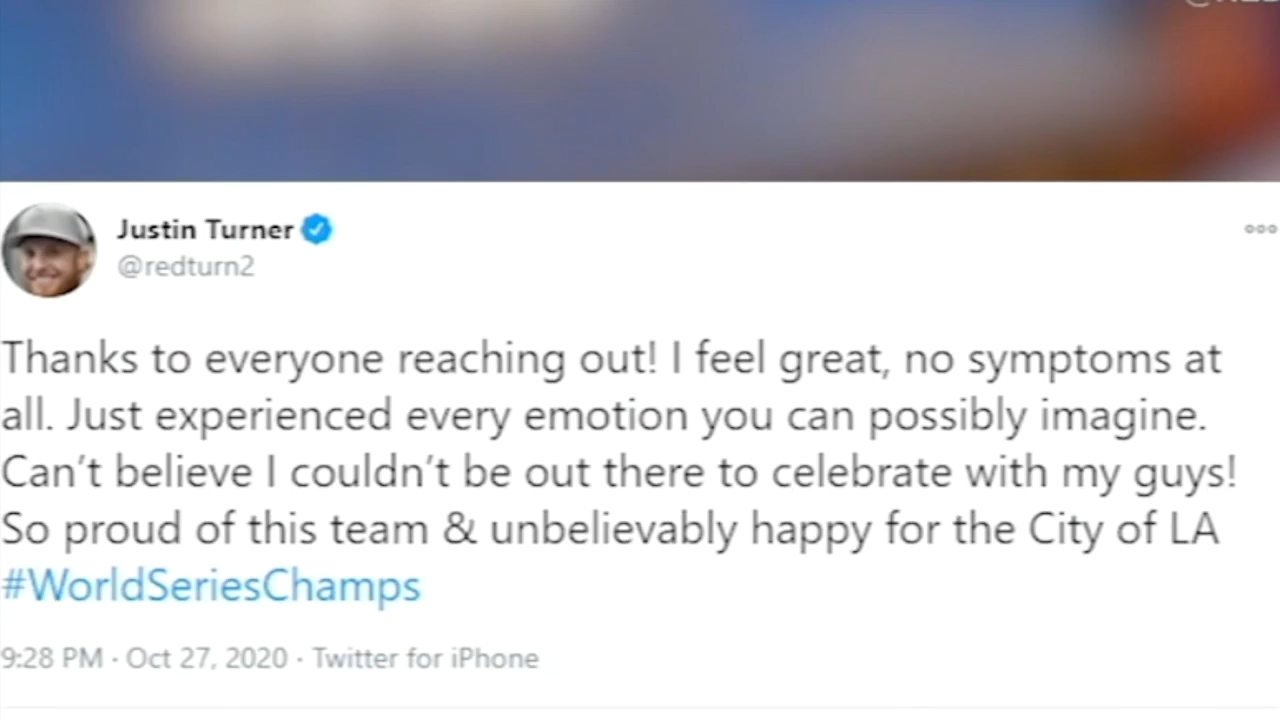 Justin Turner
@redturn2
Thanks to everyone reaching out! I feel great, no symptoms at
all. Just experienced every emotion you can possibly imagine.
Can't believe I couldn't be out there to celebrate with my guys!
So proud of this team & unbelievably happy for the City of LA
#WorldSeriesChamps
9:28 PM · Oct 27, 2020 · Twitter for iPhone